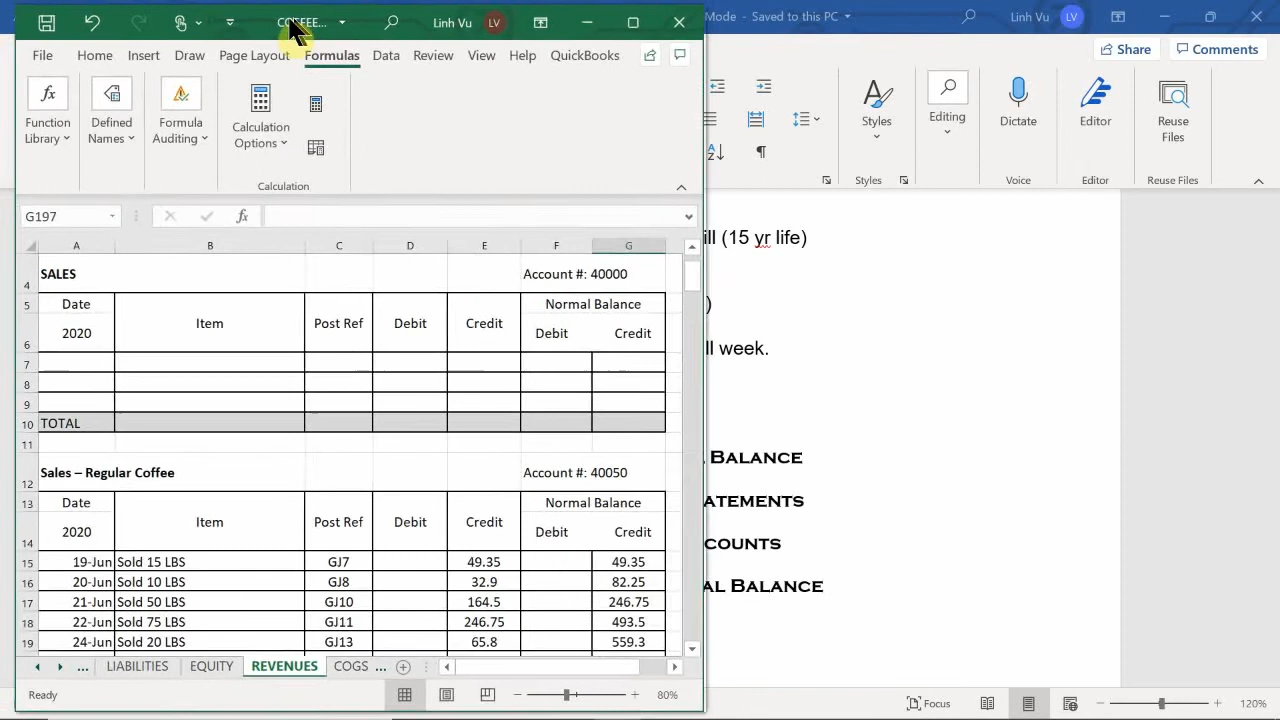 COFFEE...
Linh Vu
LV
File
Home
Insert
Draw
Page Layout
Formulas
Data
Review
View
Help
QuickBooks
Function Library
Defined Names
Formula Auditing
Calculation Options
Calculation
G197
fx
A B C D E F G
4 SALES Account #: 40000
5 Date Normal Balance
6 2020 Item Post Ref Debit Credit Debit Credit
7
8
9
10 TOTAL
11
12 Sales – Regular Coffee Account #: 40050
13 Date Normal Balance
14 2020 Item Post Ref Debit Credit Debit Credit
15 19-Jun Sold 15 LBS GJ7 49.35 49.35
16 20-Jun Sold 10 LBS GJ8 32.9 82.25
17 21-Jun Sold 50 LBS GJ10 164.5 246.75
18 22-Jun Sold 75 LBS GJ11 246.75 493.5
19 24-Jun Sold 20 LBS GJ13 65.8 559.3
... LIABILITIES EQUITY REVENUES COGS ...
Ready
80%
Mode - Saved to this PC
Linh Vu
LV
Share
Comments
Styles
Editing
Dictate
Editor
Reuse Files
Styles
Voice
Editor
Reuse Files
ill (15 yr life)
)
ll week.
Balance
atements
counts
al Balance
Focus
120%